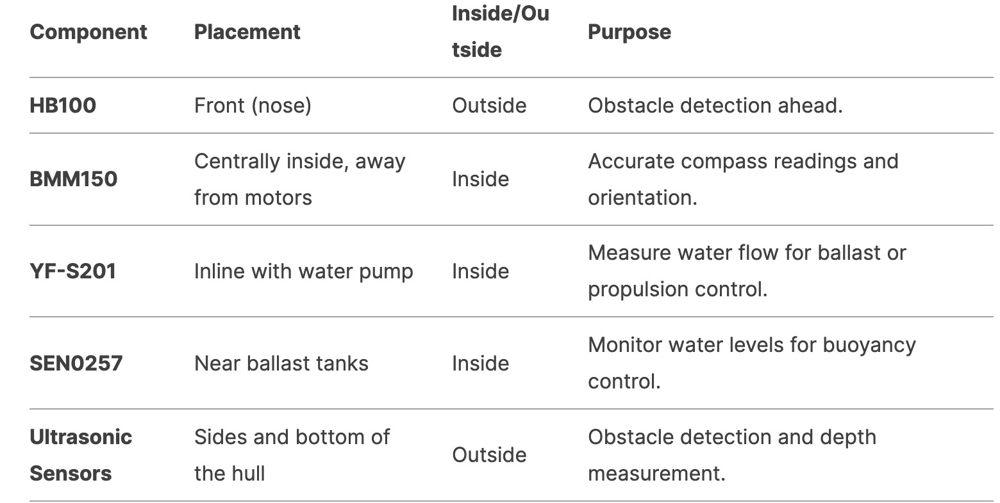 Component Placement Inside/Ou
tside Purpose
HB100 Front (nose) Outside Obstacle detection ahead.
BMM150 Centrally inside, away
from motors Inside Accurate compass readings and
orientation.
YF-S201 Inline with water pump Inside Measure water flow for ballast or
propulsion control.
SEN0257 Near ballast tanks Inside Monitor water levels for buoyancy
control.
Ultrasonic
Sensors Sides and bottom of
the hull Outside Obstacle detection and depth
measurement.